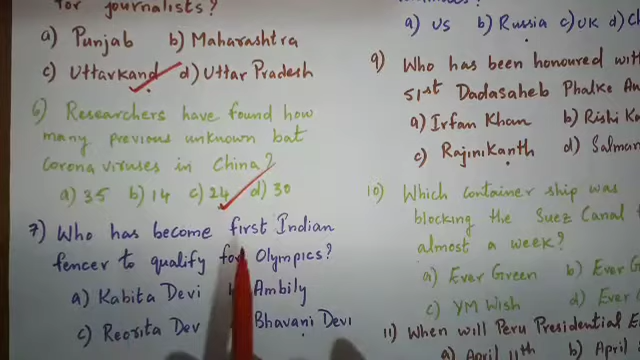 for journalists?
a) Punjab b) Maharashtra
c) Uttarkand d) Uttar Pradesh
6) Researchers have found how
many previous unknown bat
corona viruses in China?
a) 35 b) 14 c) 24 d) 30
7) Who has become first Indian
fencer to qualify for Olympics?
a) Kabita Devi b) Ambily
c) Reorita Dev Bhavani Devi
a) US b) Russia c) UK d)
9) Who has been honoured with
51st Dadasaheb Phalke
a) Irfan Khan b) Rishi
c) Rajinikanth d) Salman
10) Which container ship was
blocking the Suez Canal
almost a week?
a) Ever Green b) Ever
c) YM Wish d) Ever
11) When will Peru Presidential
a) April 11th b) April